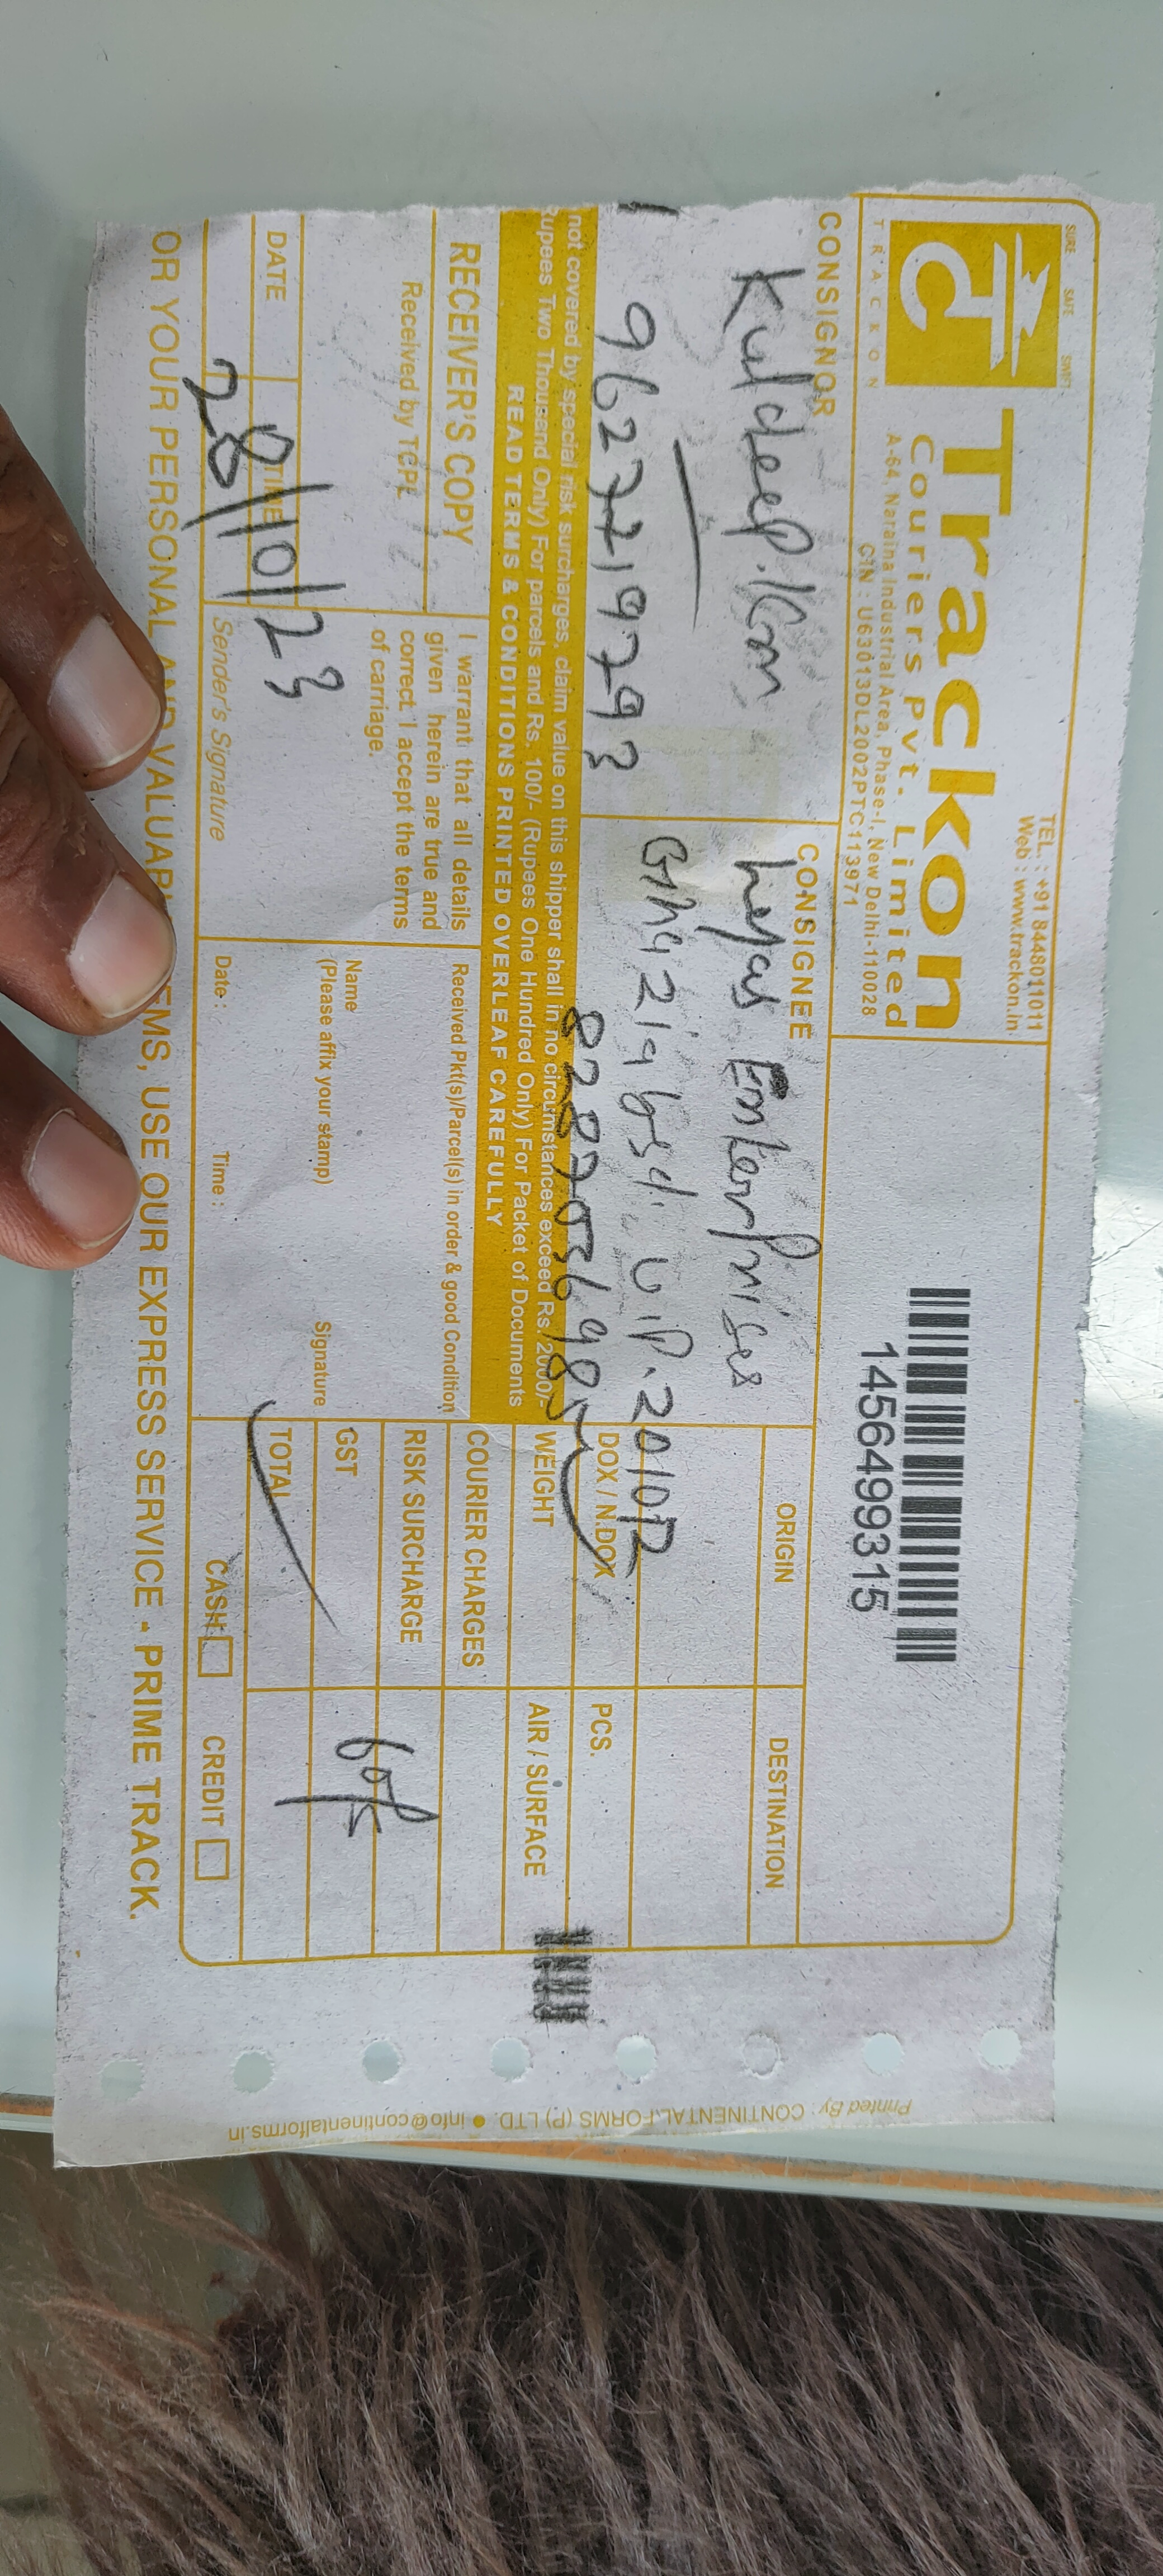 SURE SAFE SWIFT
TRACKON
Trackon
Couriers Pvt. Limited
A-64, Naraina Industrial Area, Phase-I, New Delhi-110028
CIN : U63013DL2002PTC113971
TEL. : +91 8448011011
Web : www.trackon.in
1456499315
CONSIGNOR
Kuldeep
CONSIGNEE
Enterprises
Ghaziabad. U.P.
ORIGIN
DESTINATION
DOX / N.DOX
PCS.
WEIGHT
AIR / SURFACE
not covered by special risk surcharges, claim value on this shipper shall in no circumstances exceed Rs. 2000/-
Rupees Two Thousand Only) For parcels and Rs. 100/- (Rupees One Hundred Only) For Packet of Documents
READ TERMS & CONDITIONS PRINTED OVERLEAF CAREFULLY
RECEIVER'S COPY
Received by TCPL
DATE
TIME
28/10/23
I warrant that all details
given herein are true and
correct. I accept the terms
of carriage.
Sender's Signature
Received Pkt(s)/Parcel(s) in order & good Condition
Name
(Please affix your stamp)
Signature
Date :
Time :
COURIER CHARGES
RISK SURCHARGE
GST
TOTAL
CASH
CREDIT
OR YOUR PERSONAL AND VALUABLE ITEMS, USE OUR EXPRESS SERVICE - PRIME TRACK.
Printed By: CONTINENTAL FORMS (P) LTD. ● info@continentalforms.in